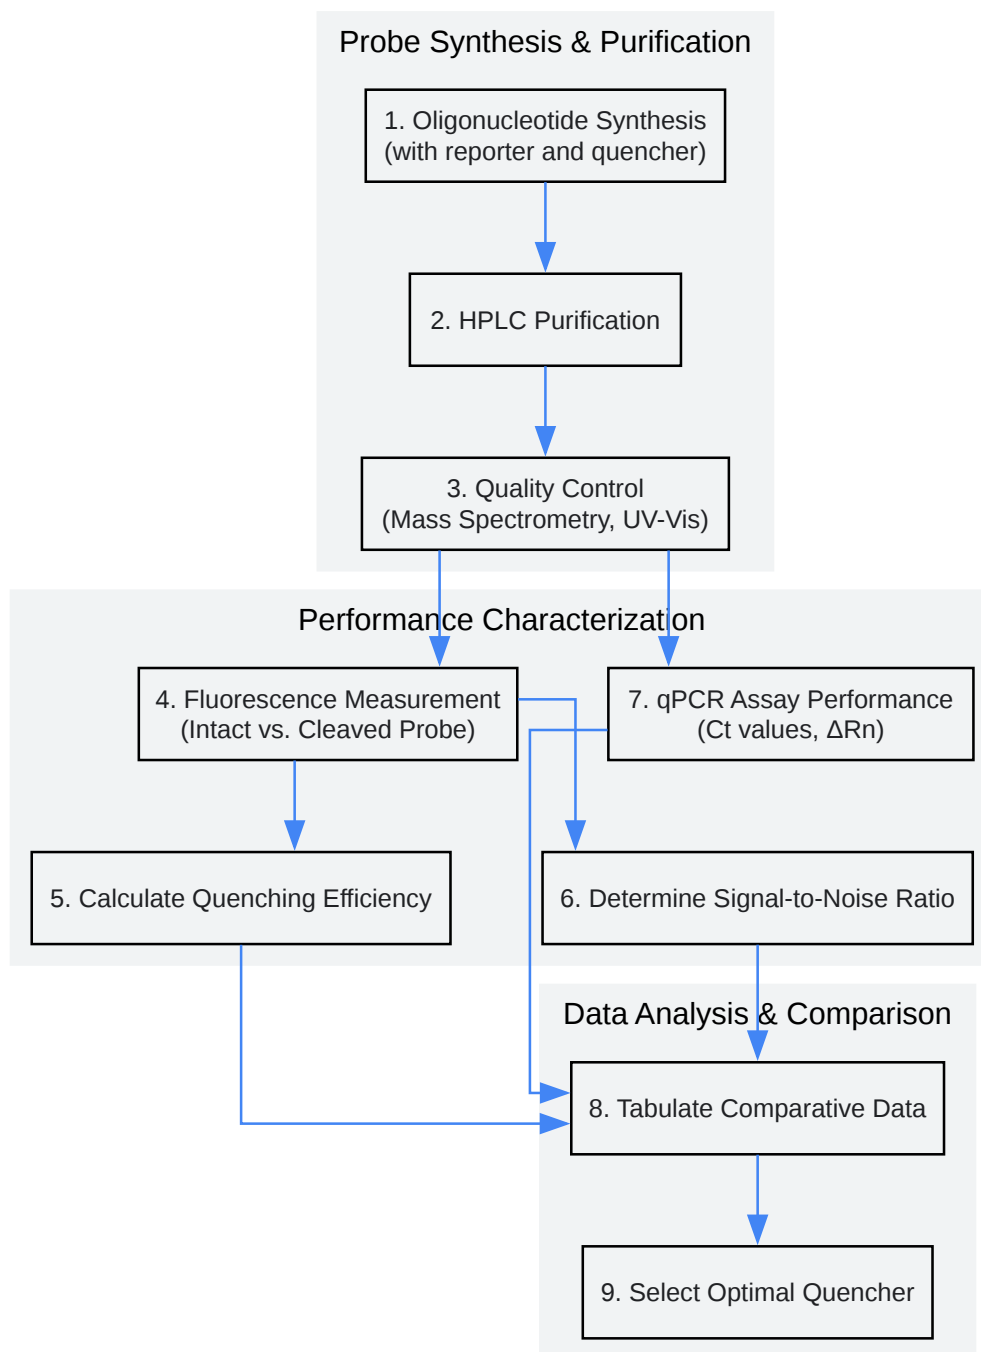 Probe Synthesis & Purification
1. Oligonucleotide Synthesis
(with reporter and quencher)
2. HPLC Purification
3. Quality Control
(Mass Spectrometry, UV-Vis)
Performance Characterization
4. Fluorescence Measurement
(Intact vs. Cleaved Probe)
7. qPCR Assay Performance
(Ct values, ΔRn)
5. Calculate Quenching Efficiency
6. Determine Signal-to-Noise Ratio
Data Analysis & Comparison
8. Tabulate Comparative Data
9. Select Optimal Quencher